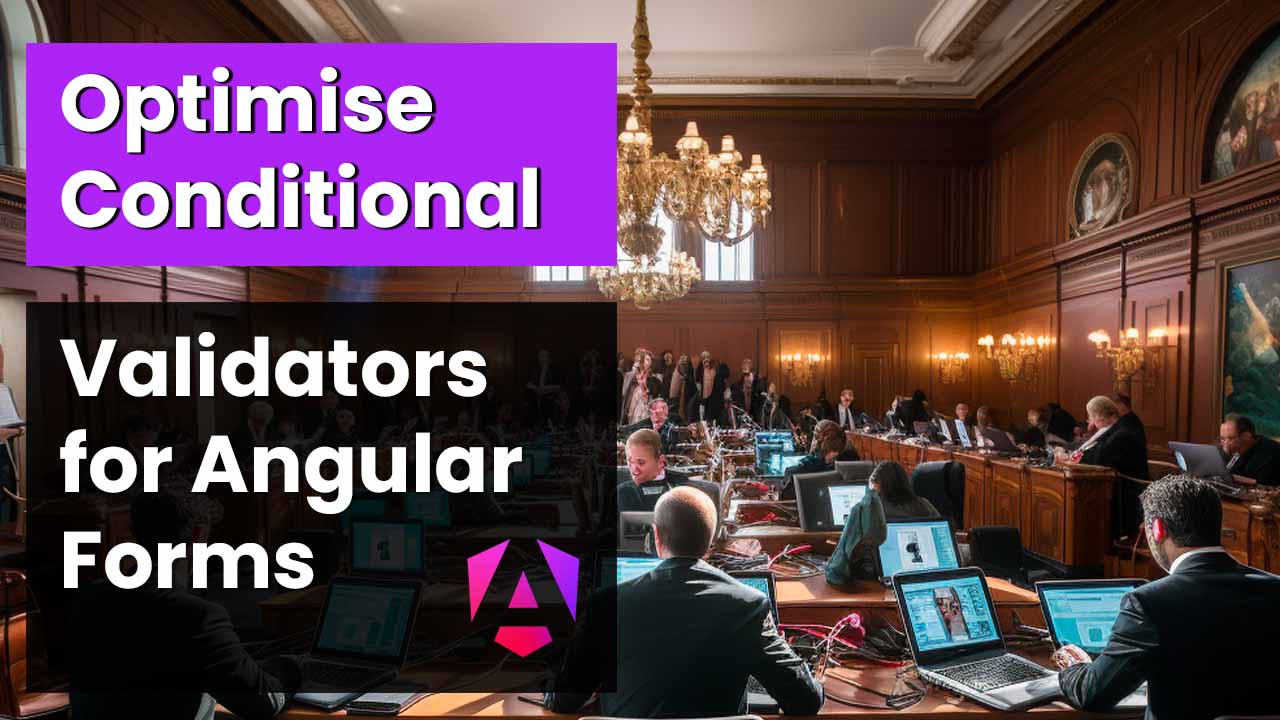 Optimise
Conditional
Validators
for Angular
Forms